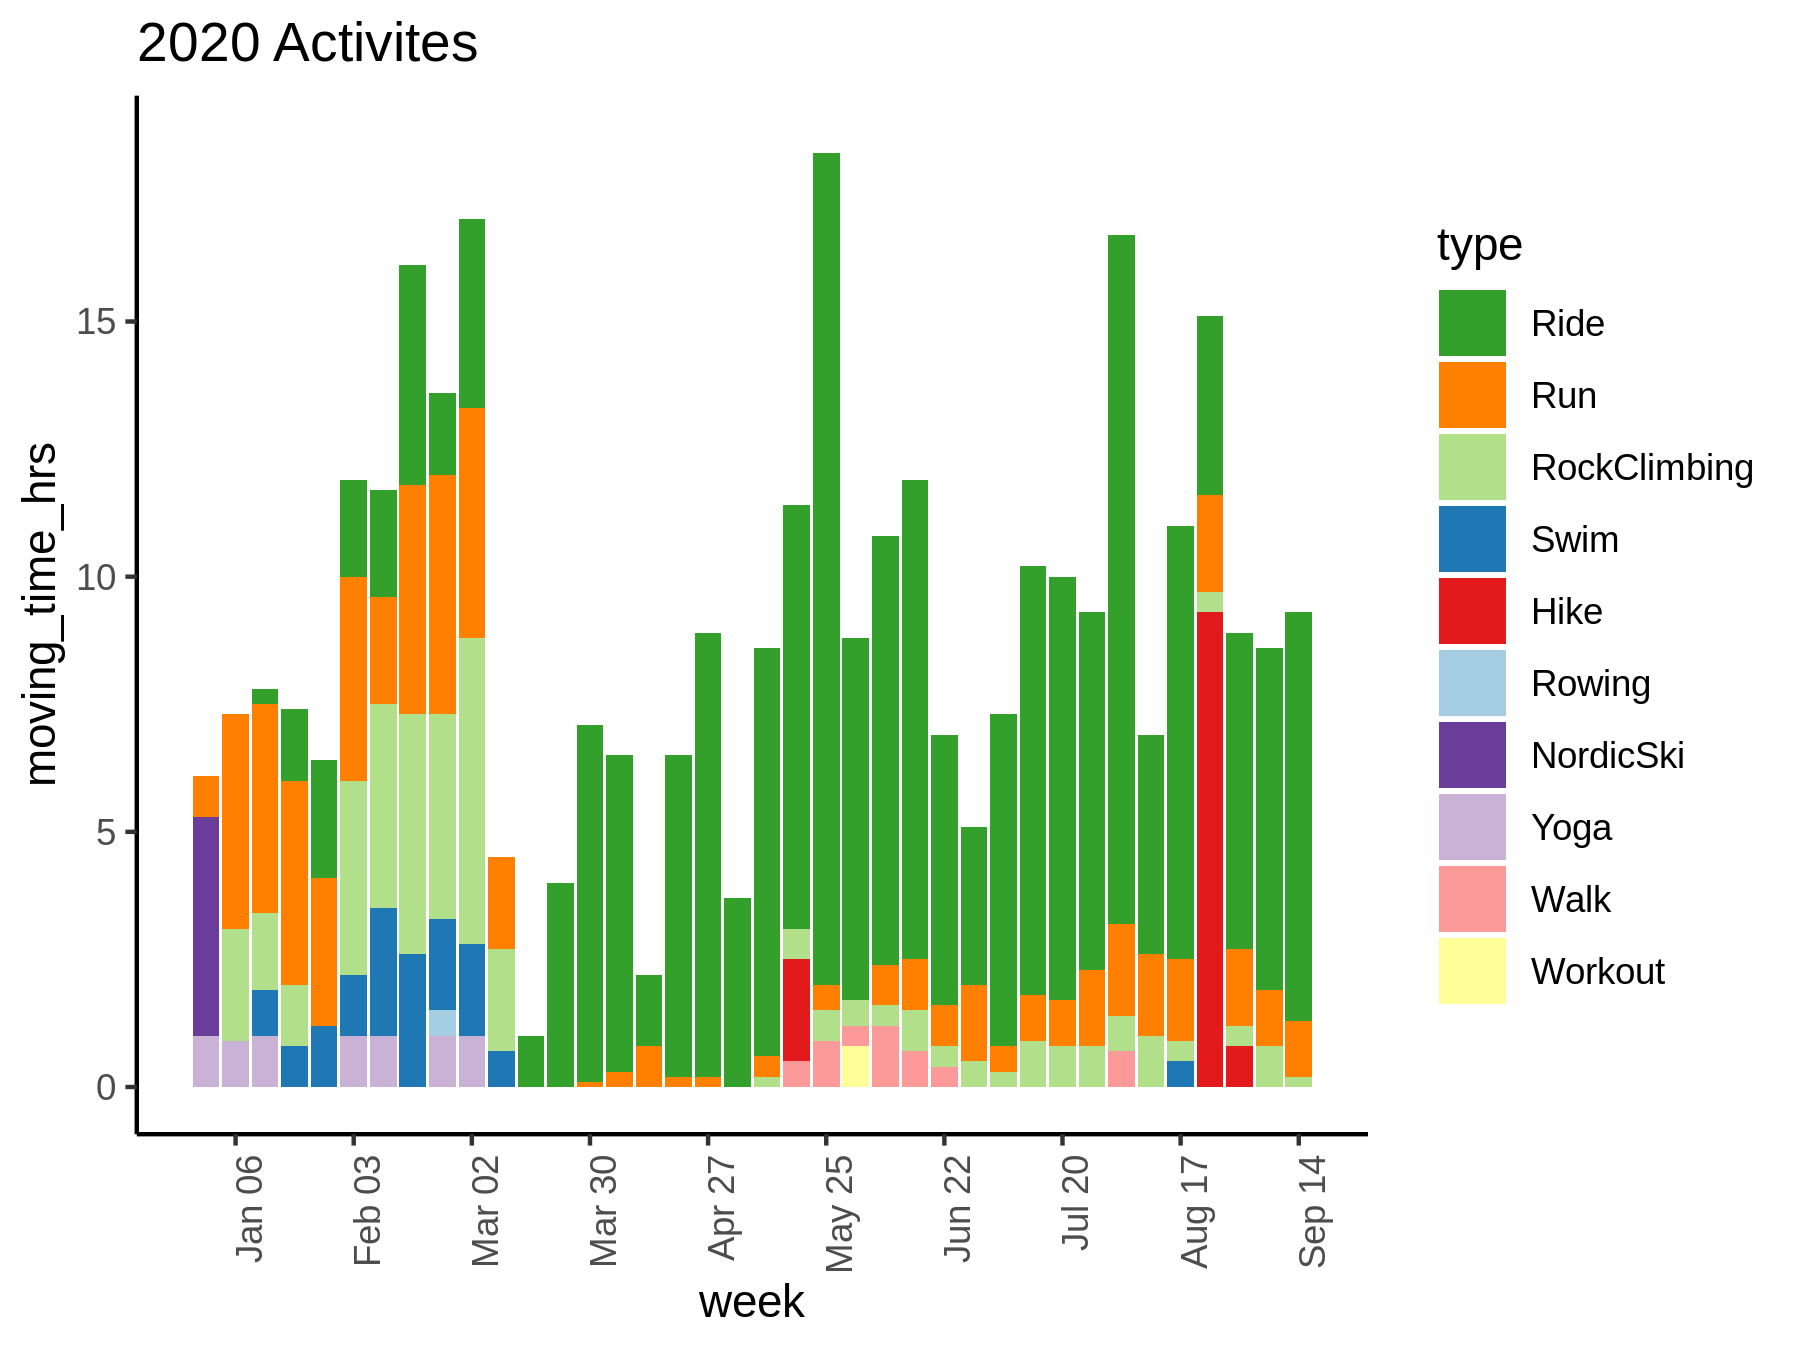 2020 Activites
moving_time_hrs
15
10
5
0
Jan 06
Feb 03
Mar 02
Mar 30
Apr 27
May 25
Jun 22
Jul 20
Aug 17
Sep 14
week
type
Ride
Run
RockClimbing
Swim
Hike
Rowing
NordicSki
Yoga
Walk
Workout